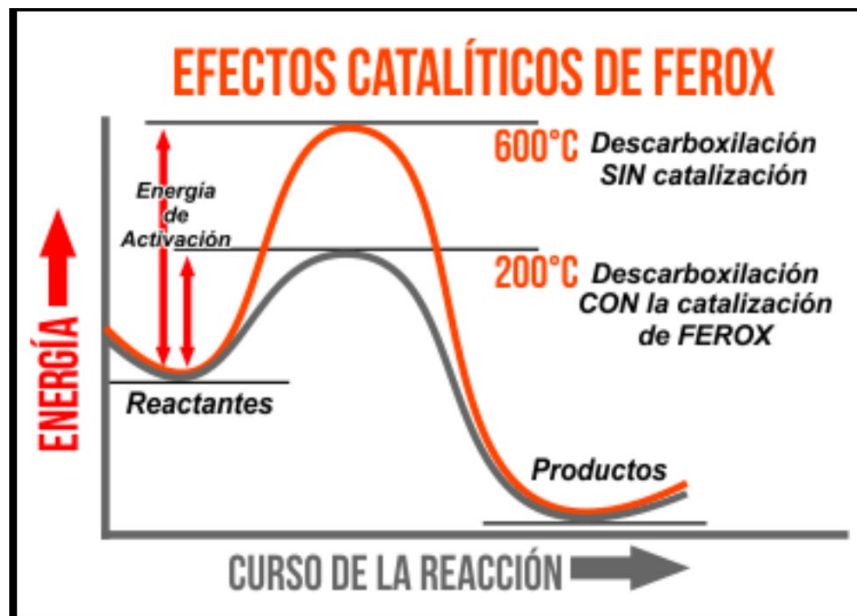 EFECTOS CATALÍTICOS DE FEROX
600°C Descarboxilación
SIN catalización
Energía
de
Activación
200°C Descarboxilación
CON la catalización
de FEROX
ENERGÍA
Reactantes
Productos
CURSO DE LA REACCIÓN